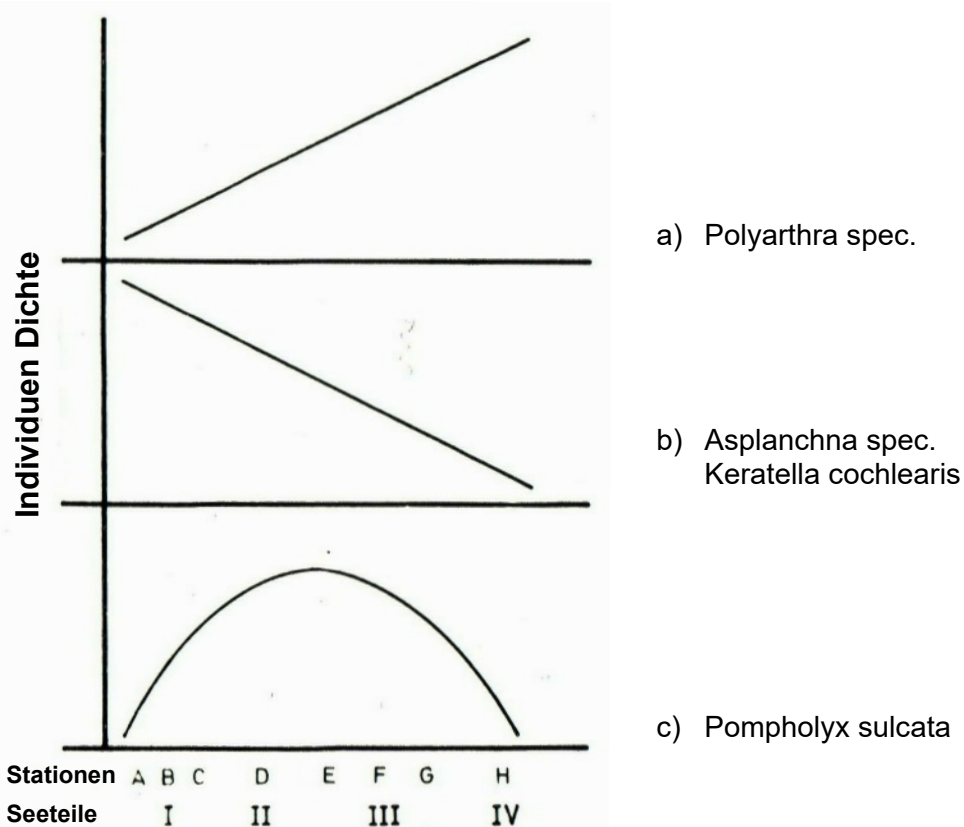 Individuen Dichte
a) Polyarthra spec.
b) Asplanchna spec.
Keratella cochlearis
c) Pompholyx sulcata
Stationen A B C D E F G H
Seeteile I II III IV